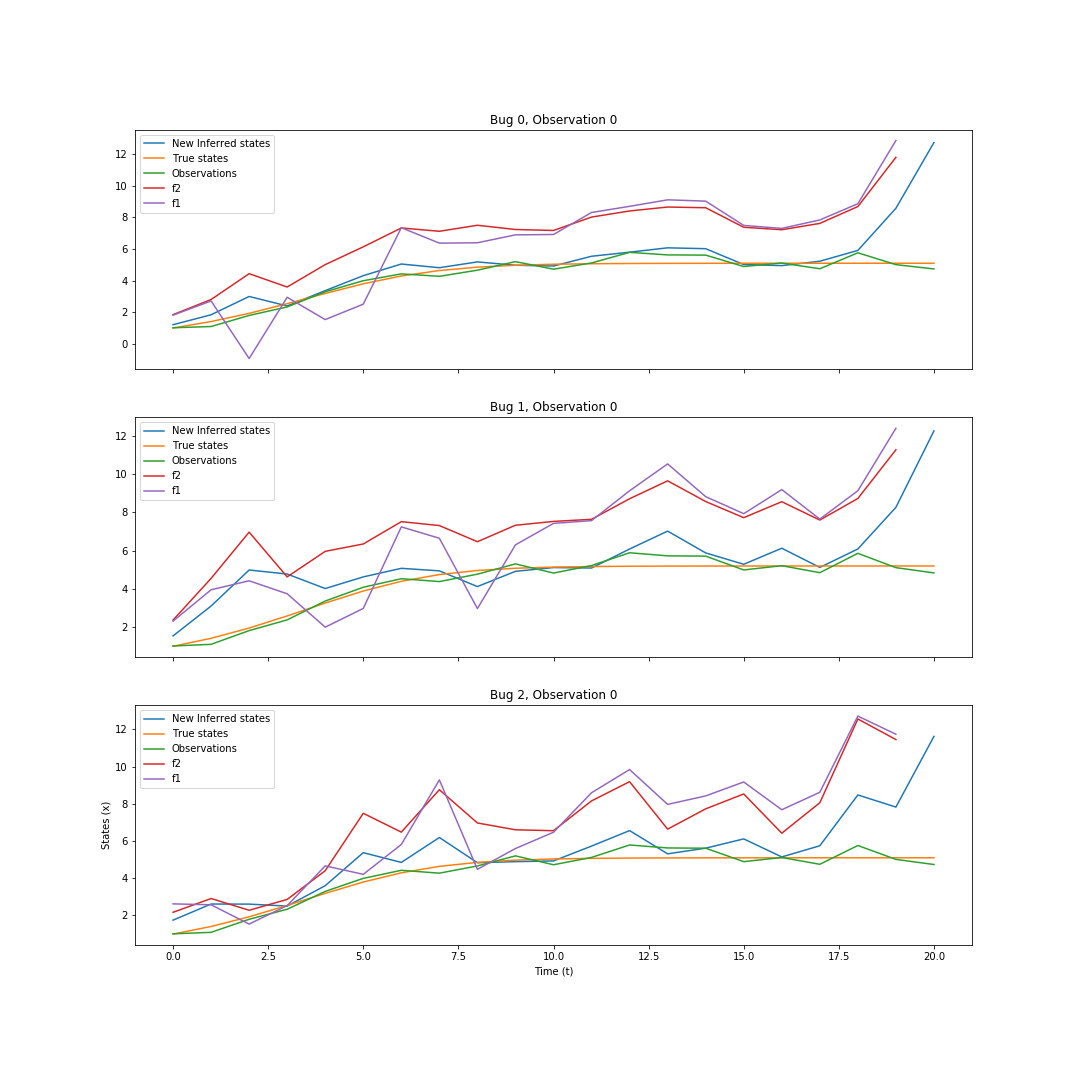 Bug 0, Observation 0
New Inferred states
True states
Observations
f2
f1
12
10
8
6
4
2
0
Bug 1, Observation 0
New Inferred states
True states
Observations
f2
f1
12
10
8
6
4
2
Bug 2, Observation 0
New Inferred states
True states
Observations
f2
f1
12
10
8
6
4
2
States (x)
0.0 2.5 5.0 7.5 10.0 12.5 15.0 17.5 20.0
Time (t)